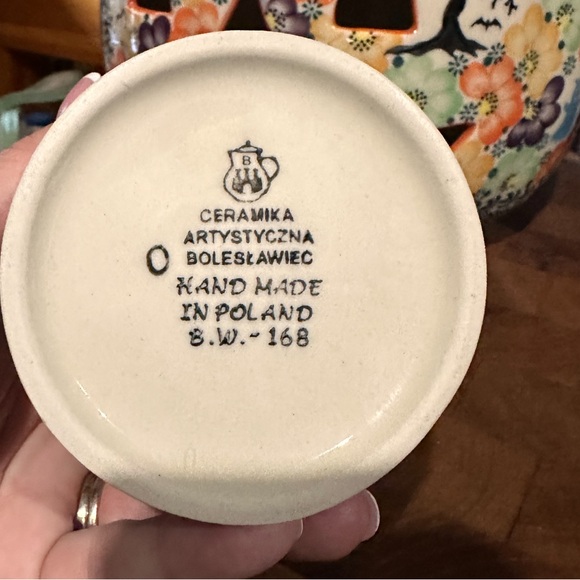 B
CERAMIKA
ARTYSTYCZNA
O BOLESŁAWIEC
HAND MADE
IN POLAND
B.W.-168